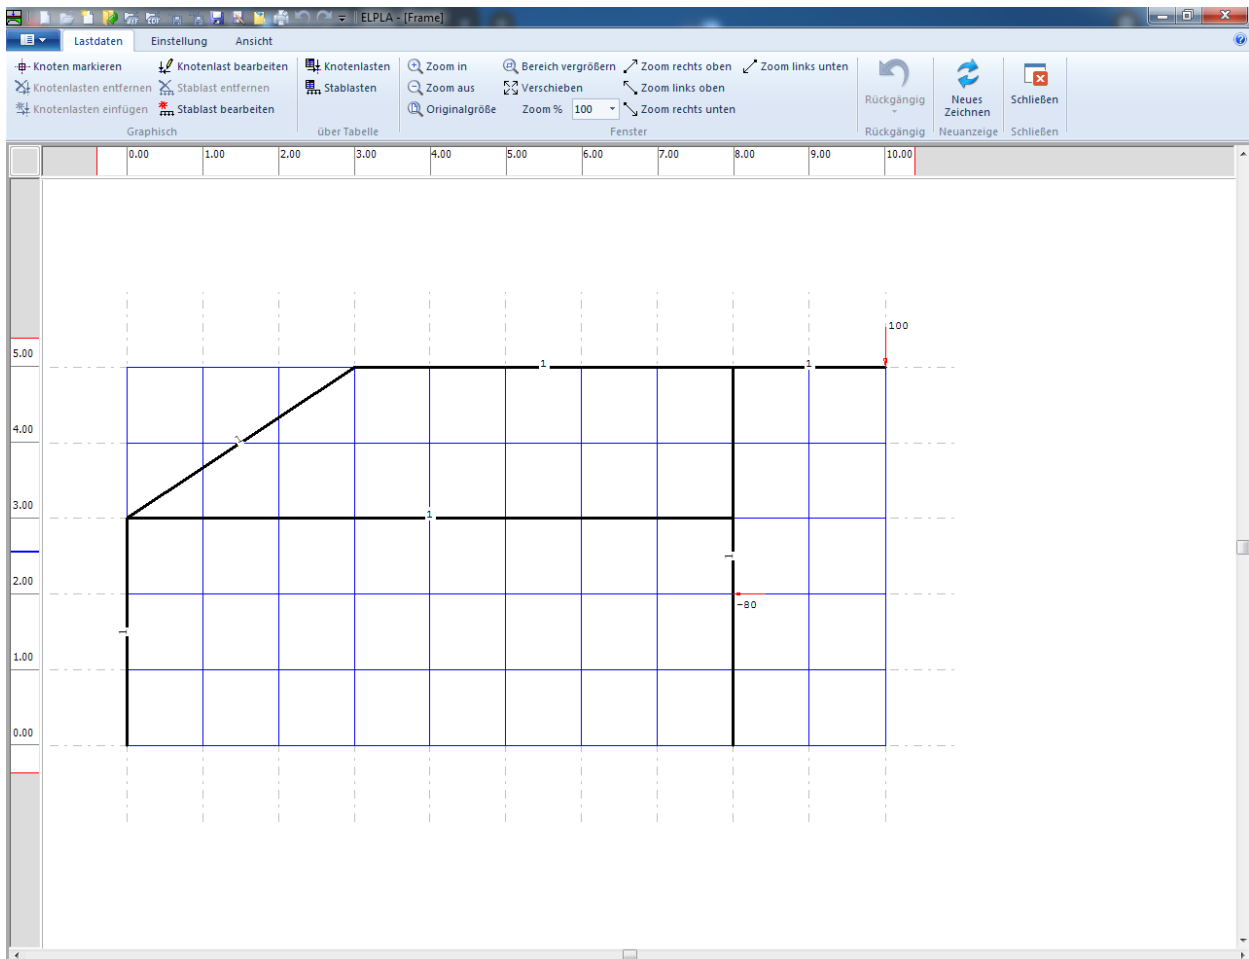 ELPLA - [Frame]
Lastdaten Einstellung Ansicht
Knoten markieren Knotenlast bearbeiten Knotenlasten Zoom in Bereich vergrößern Zoom rechts oben Zoom links unten
Knotenlasten entfernen Stablast entfernen Stablasten Zoom aus Verschieben Zoom links oben
Knotenlasten einfügen Stablast bearbeiten Originalgröße Zoom % 100 Zoom rechts unten
Rückgängig Neues Zeichnen Schließen
Graphisch über Tabelle Fenster Rückgängig Neuanzeige Schließen
0.00 1.00 2.00 3.00 4.00 5.00 6.00 7.00 8.00 9.00 10.00
100
5.00
1 1
4.00
1
3.00
1
1
2.00
-80
1
1.00
0.00